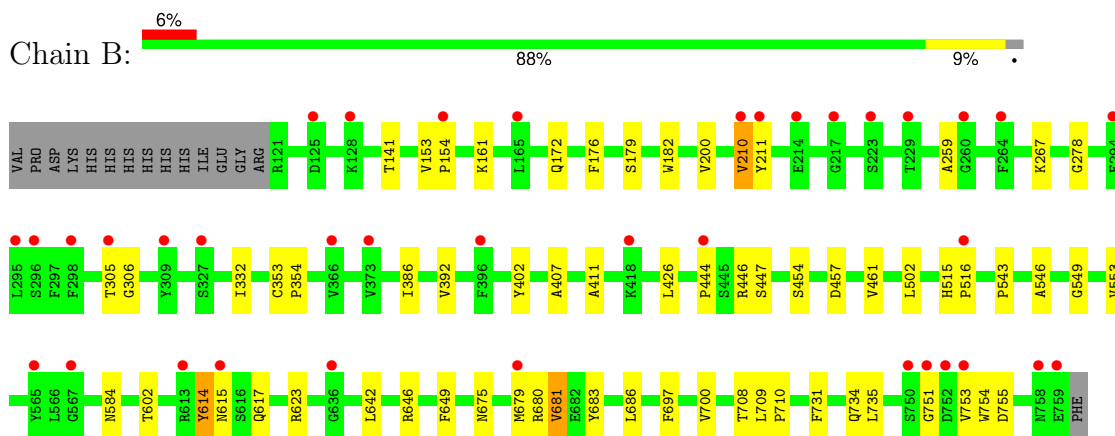 6%
Chain B:
88% 9% •
VAL PRO ASP LYS HIS HIS HIS HIS HIS HIS ILE GLU GLY ARG R121 D125 K128 T141 V153 P154 K161 L165 Q172 F176 S179 W182 V200 V210 Y211 E214 G217 S223 T229 A259 G260 F264 K267 G278 E294
L295 S296 F297 F298 T305 G306 Y309 S327 I332 C353 P354 V366 V373 I386 V392 F396 Y402 A407 A411 K418 L426 P444 S445 R446 S447 S454 D457 V461 L502 H515 P516 P543 A546 G549
Y565 L566 G567 N584 T602 R613 Y614 N615 S616 Q617 R623 G636 L642 R646 F649 N675 M679 R680 V681 E682 Y683 L686 F697 V700 T708 L709 P710 F731 Q734 L735 S750 G751 D752 V753 W754 D755 N758 E759 PHE